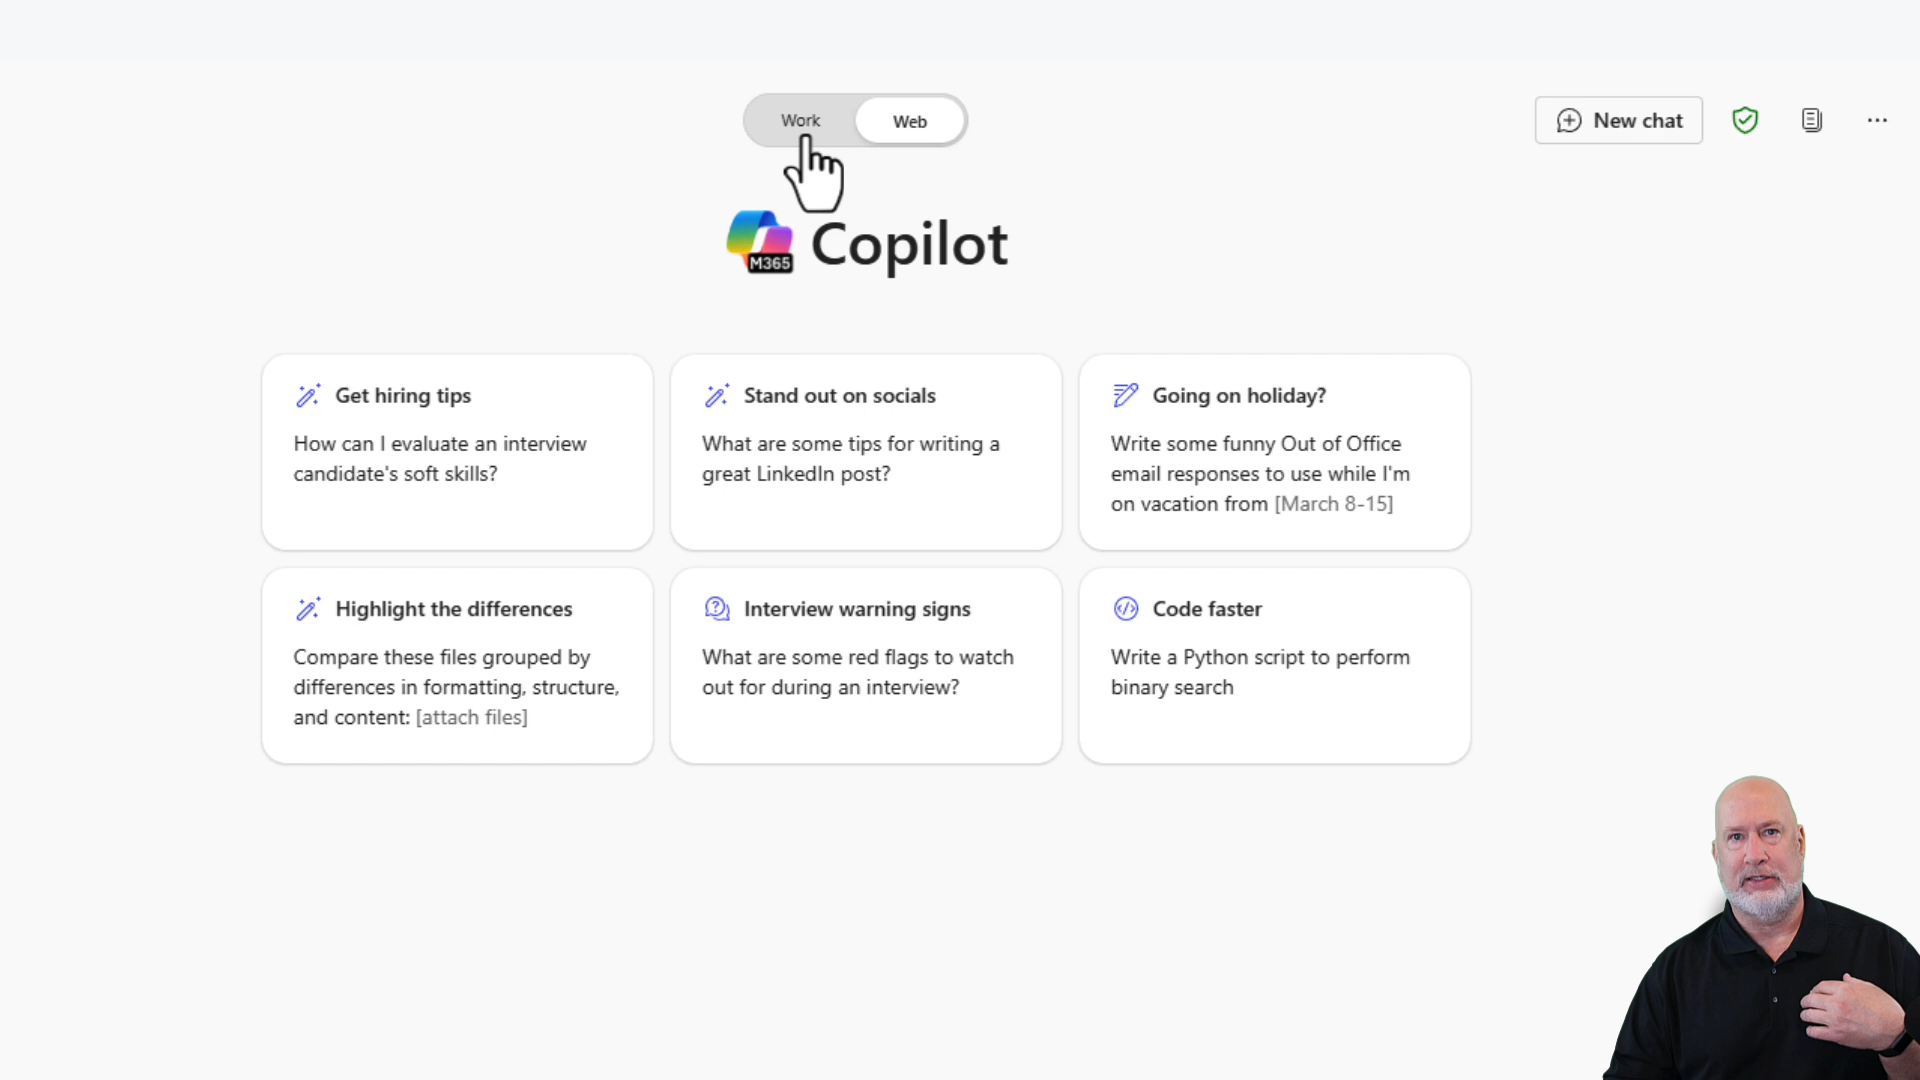 Work
Web
New chat
M365
Copilot
Get hiring tips
How can I evaluate an interview
candidate's soft skills?
Stand out on socials
What are some tips for writing a
great LinkedIn post?
Going on holiday?
Write some funny Out of Office
email responses to use while I'm
on vacation from [March 8-15]
Highlight the differences
Compare these files grouped by
differences in formatting, structure,
and content: [attach files]
Interview warning signs
What are some red flags to watch
out for during an interview?
Code faster
Write a Python script to perform
binary search